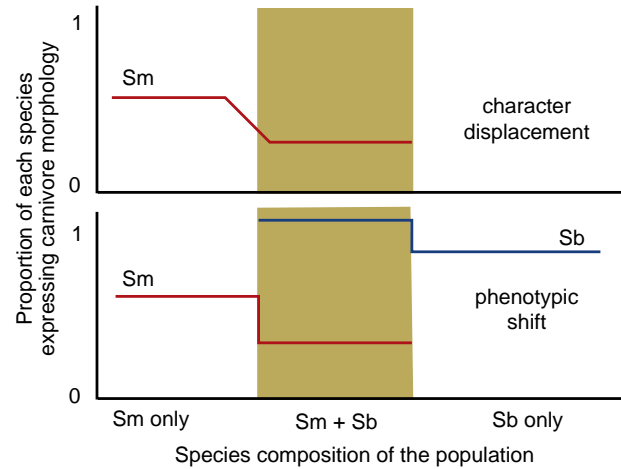 Proportion of each species
expressing carnivore morphology
1
Sm
character
displacement
0
1
Sb
Sm
phenotypic
shift
0
Sm only
Sm + Sb
Sb only
Species composition of the population